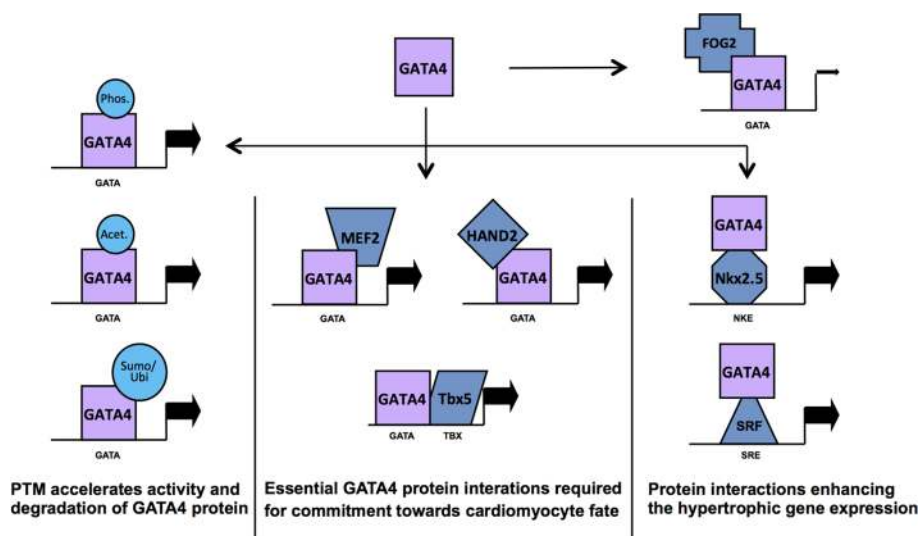 GATA4
FOG2
GATA4
GATA
Phos.
GATA4
GATA
Acet.
GATA4
GATA
Sumo/
Ubi
GATA4
GATA
MEF2
GATA4
GATA
HAND2
GATA4
GATA
GATA4
Tbx5
GATA
TBX
GATA4
Nkx2.5
NKE
GATA4
SRF
SRE
PTM accelerates activity and
degradation of GATA4 protein
Essential GATA4 protein interations required
for commitment towards cardiomyocyte fate
Protein interactions enhancing
the hypertrophic gene expression